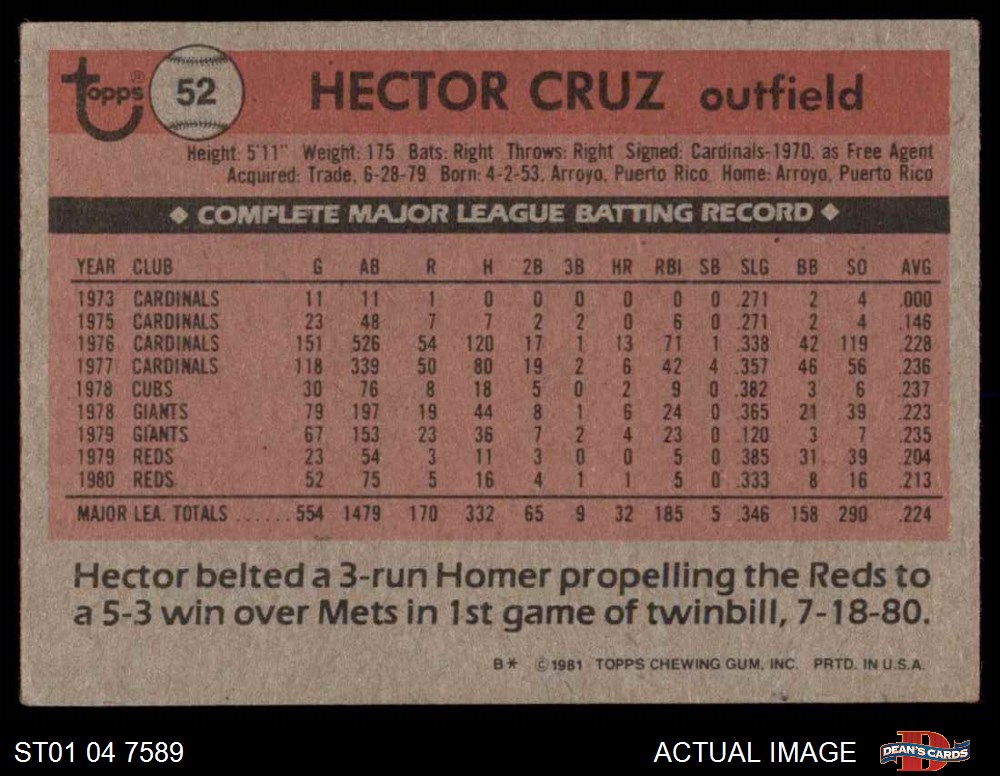 topps® 52 HECTOR CRUZ outfield
Height: 5'11" Weight: 175 Bats: Right Throws: Right Signed: Cardinals-1970, as Free Agent
Acquired: Trade, 6-28-79 Born: 4-2-53, Arroyo, Puerto Rico Home: Arroyo, Puerto Rico
◆ COMPLETE MAJOR LEAGUE BATTING RECORD ◆
YEAR CLUB G AB R H 2B 3B HR RBI SB SLG BB SO AVG
1973 CARDINALS 11 11 1 0 0 0 0 0 0 .271 2 4 .000
1975 CARDINALS 23 48 7 7 2 2 0 6 0 .271 2 4 .146
1976 CARDINALS 151 526 54 120 17 1 13 71 1 .338 42 119 .228
1977 CARDINALS 118 339 50 80 19 2 6 42 4 .357 46 56 .236
1978 CUBS 30 76 8 18 5 0 2 9 0 .382 3 6 .237
1978 GIANTS 79 197 19 44 8 1 6 24 0 .365 21 39 .223
1979 GIANTS 67 153 23 36 7 2 4 23 0 .120 3 7 .235
1979 REDS 23 54 3 11 3 0 0 5 0 .385 31 39 .204
1980 REDS 52 75 5 16 4 1 1 5 0 .333 8 16 .213
MAJOR LEA. TOTALS ......554 1479 170 332 65 9 32 185 5 .346 158 290 .224
Hector belted a 3-run Homer propelling the Reds to
a 5-3 win over Mets in 1st game of twinbill, 7-18-80.
B* ©1981 TOPPS CHEWING GUM, INC. PRTD. IN U.S.A.
ST01 04 7589 ACTUAL IMAGE D DEAN'S CARDS